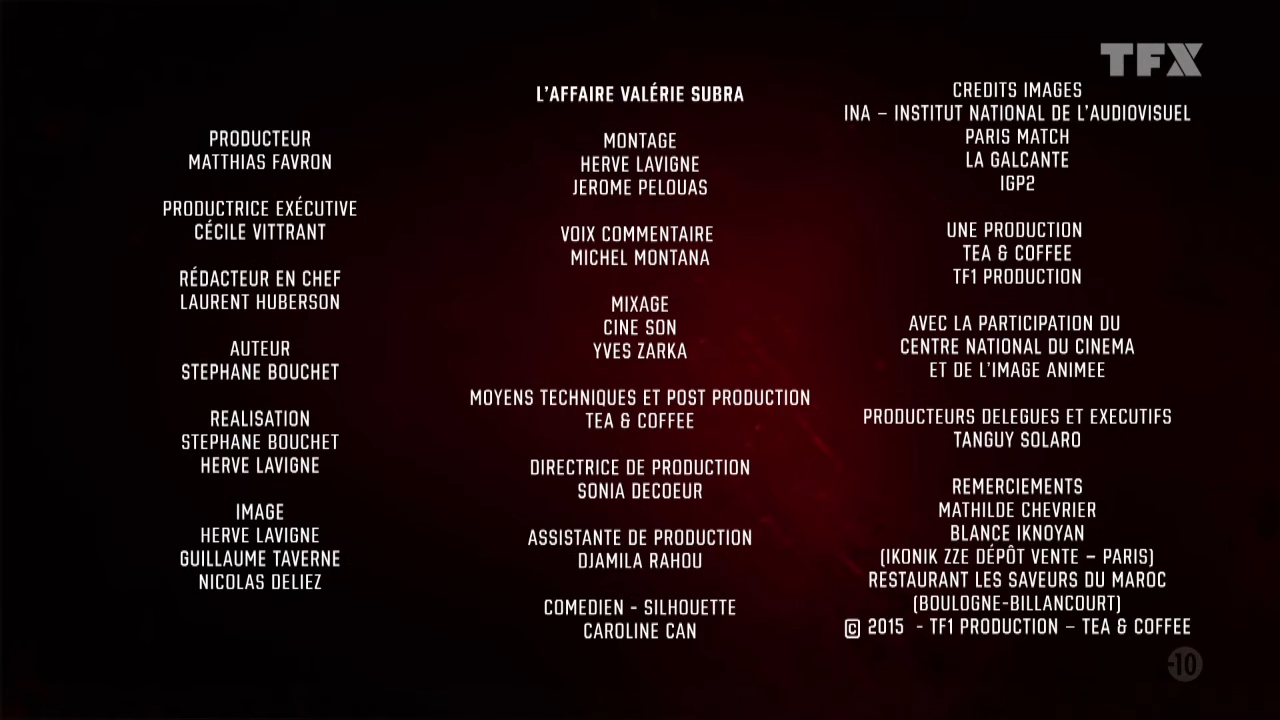 TFX
L'AFFAIRE VALÉRIE SUBRA
PRODUCTEUR
MATTHIAS FAVRON
PRODUCTRICE EXÉCUTIVE
CÉCILE VITTRANT
RÉDACTEUR EN CHEF
LAURENT HUBERSON
AUTEUR
STEPHANE BOUCHET
REALISATION
STEPHANE BOUCHET
HERVE LAVIGNE
IMAGE
HERVE LAVIGNE
GUILLAUME TAVERNE
NICOLAS DELIEZ
MONTAGE
HERVE LAVIGNE
JEROME PELOUAS
VOIX COMMENTAIRE
MICHEL MONTANA
MIXAGE
CINE SON
YVES ZARKA
MOYENS TECHNIQUES ET POST PRODUCTION
TEA & COFFEE
DIRECTRICE DE PRODUCTION
SONIA DECOEUR
ASSISTANTE DE PRODUCTION
DJAMILA RAHOU
COMEDIEN - SILHOUETTE
CAROLINE CAN
CREDITS IMAGES
INA – INSTITUT NATIONAL DE L'AUDIOVISUEL
PARIS MATCH
LA GALCANTE
IGP2
UNE PRODUCTION
TEA & COFFEE
TF1 PRODUCTION
AVEC LA PARTICIPATION DU
CENTRE NATIONAL DU CINEMA
ET DE L'IMAGE ANIMEE
PRODUCTEURS DELEGUES ET EXECUTIFS
TANGUY SOLARO
REMERCIEMENTS
MATHILDE CHEVRIER
BLANCE IKNOYAN
(IKONIK ZZE DÉPÔT VENTE – PARIS)
RESTAURANT LES SAVEURS DU MAROC
(BOULOGNE-BILLANCOURT)
© 2015 - TF1 PRODUCTION – TEA & COFFEE
-10